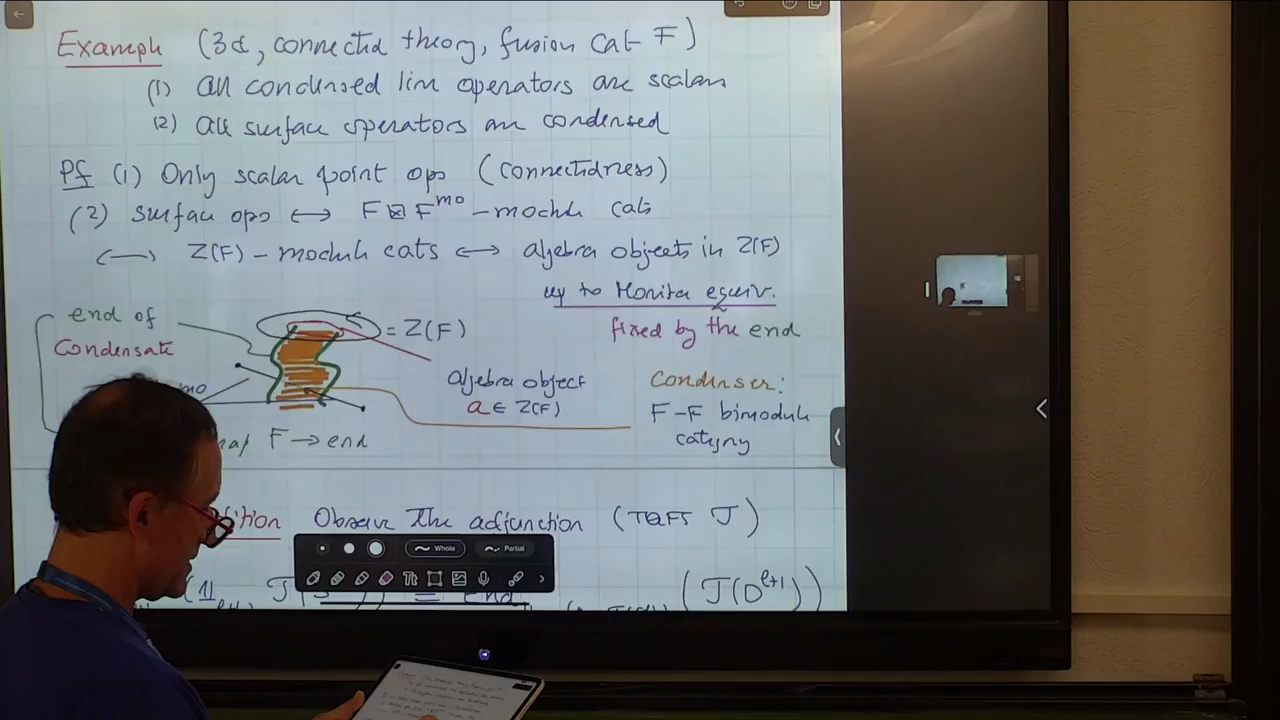 Example (3d, connected theory, fusion cat F)
(1) all condensed line operators are scalars
(2) all surface operators are condensed
Pf (1) Only scalar point ops (connectedness)
(2) surface ops ⟷ F⊠F^mo - module cats
⟷ Z(F) - module cats ⟷ algebra objects in Z(F)
up to Morita equiv.
fixed by the end
end of
Condensate
= Z(F)
algebra object
a ∈ Z(F)
Condenser:
F-F bimodule
category
mo
F → end
Observe the adjunction (TQFT T)
Whole
Partial
(T(D^{l+1}))